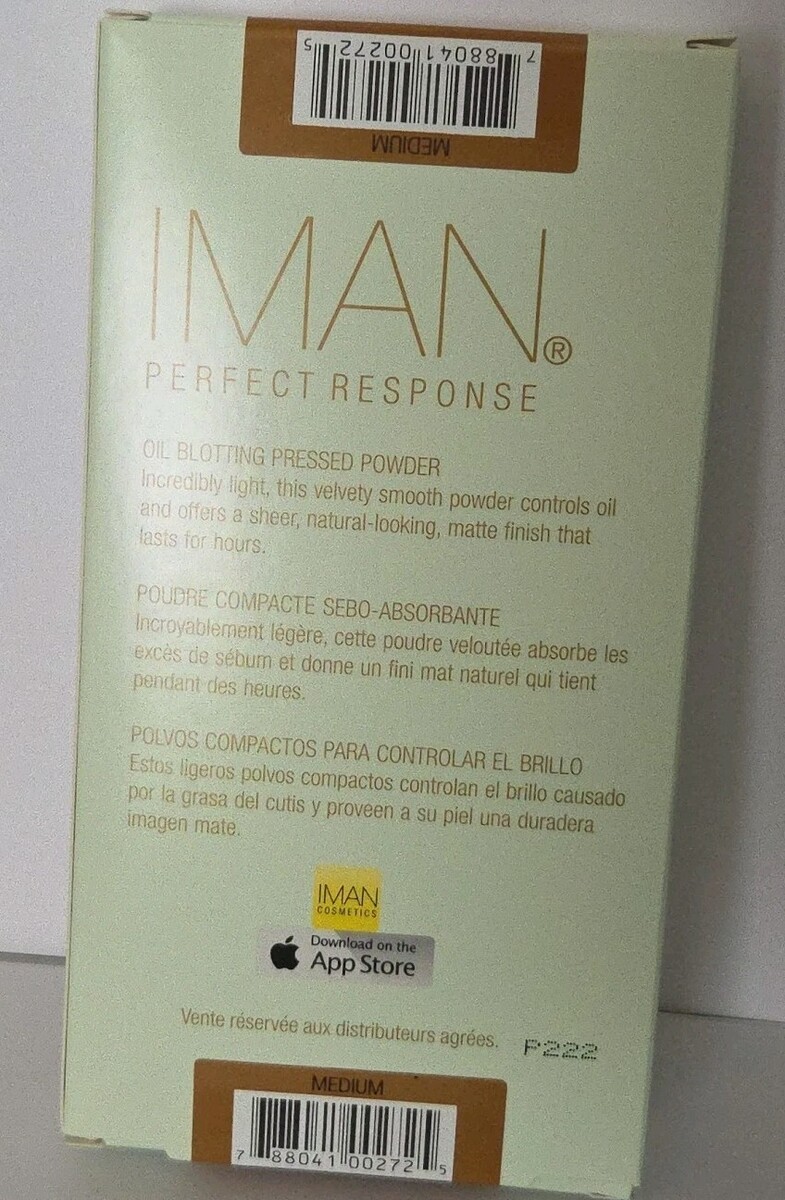 7 88041 00272 5
MEDIUM
IMAN®
PERFECT RESPONSE
OIL BLOTTING PRESSED POWDER
Incredibly light, this velvety smooth powder controls oil
and offers a sheer, natural-looking, matte finish that
lasts for hours.
POUDRE COMPACTE SEBO-ABSORBANTE
Incroyablement légère, cette poudre veloutée absorbe les
excès de sébum et donne un fini mat naturel qui tient
pendant des heures.
POLVOS COMPACTOS PARA CONTROLAR EL BRILLO
Estos ligeros polvos compactos controlan el brillo causado
por la grasa del cutis y proveen a su piel una duradera
imagen mate.
IMAN
COSMETICS
Download on the
App Store
Vente réservée aux distributeurs agréées.
F222
MEDIUM
7 88041 00272 5